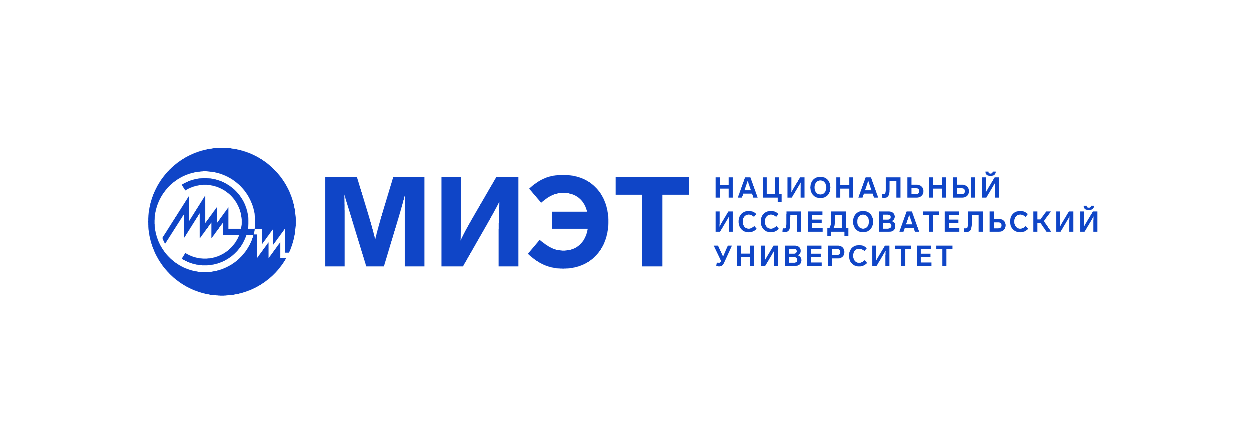 МИЭТ
НАЦИОНАЛЬНЫЙ
ИССЛЕДОВАТЕЛЬСКИЙ
УНИВЕРСИТЕТ